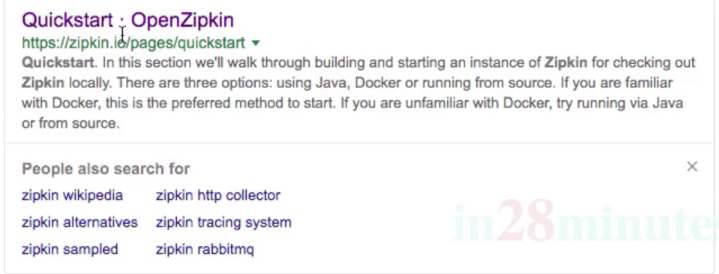 Quickstart · OpenZipkin
https://zipkin.io/pages/quickstart
Quickstart. In this section we'll walk through building and starting an instance of Zipkin for checking out
Zipkin locally. There are three options: using Java, Docker or running from source. If you are familiar
with Docker, this is the preferred method to start. If you are unfamiliar with Docker, try running via Java
or from source.
People also search for
zipkin wikipedia zipkin http collector
zipkin alternatives zipkin tracing system
zipkin sampled zipkin rabbitmq
in28minutes